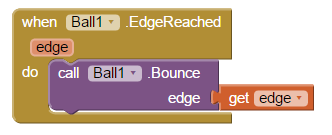 when Ball1 .EdgeReached
edge
do call Ball1 .Bounce
edge get edge